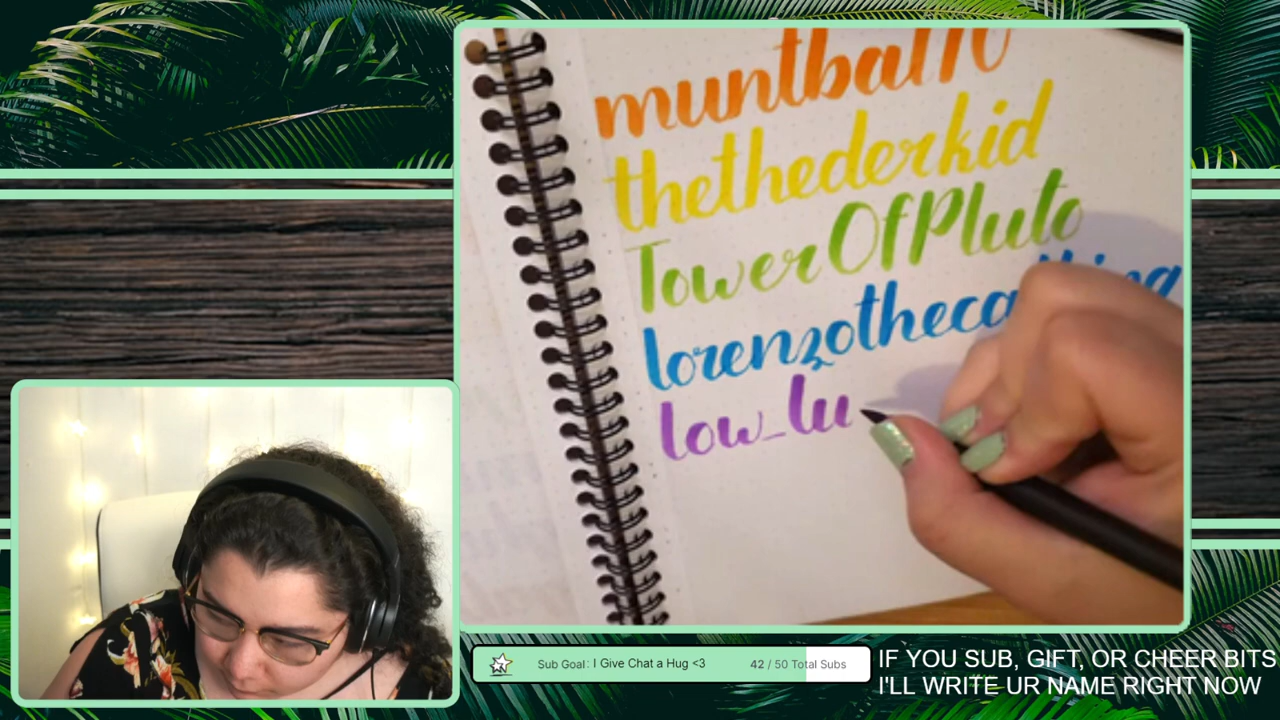 thethederkid
TowerOfPluto
low_lu
Sub Goal: I Give Chat a Hug <3
42 / 50 Total Subs
IF YOU SUB, GIFT, OR CHEER BITS
I'LL WRITE UR NAME RIGHT NOW